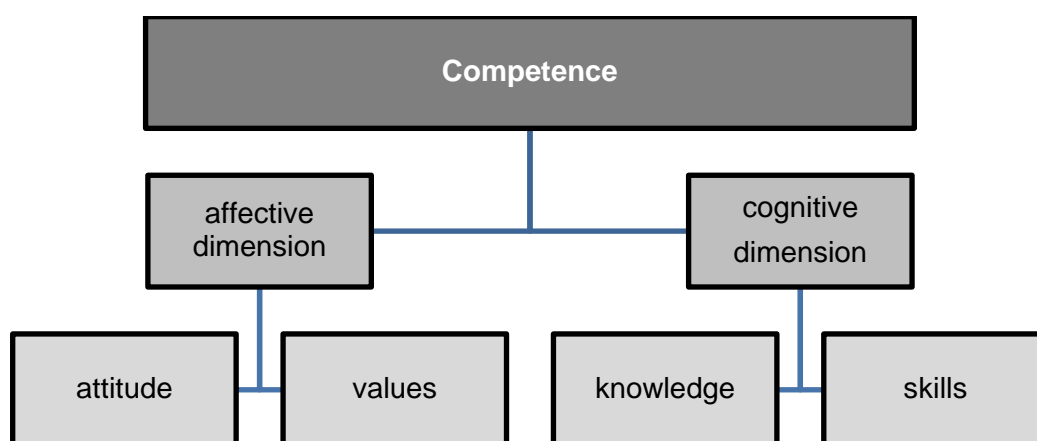 Competence
affective
dimension
cognitive
dimension
attitude
values
knowledge
skills